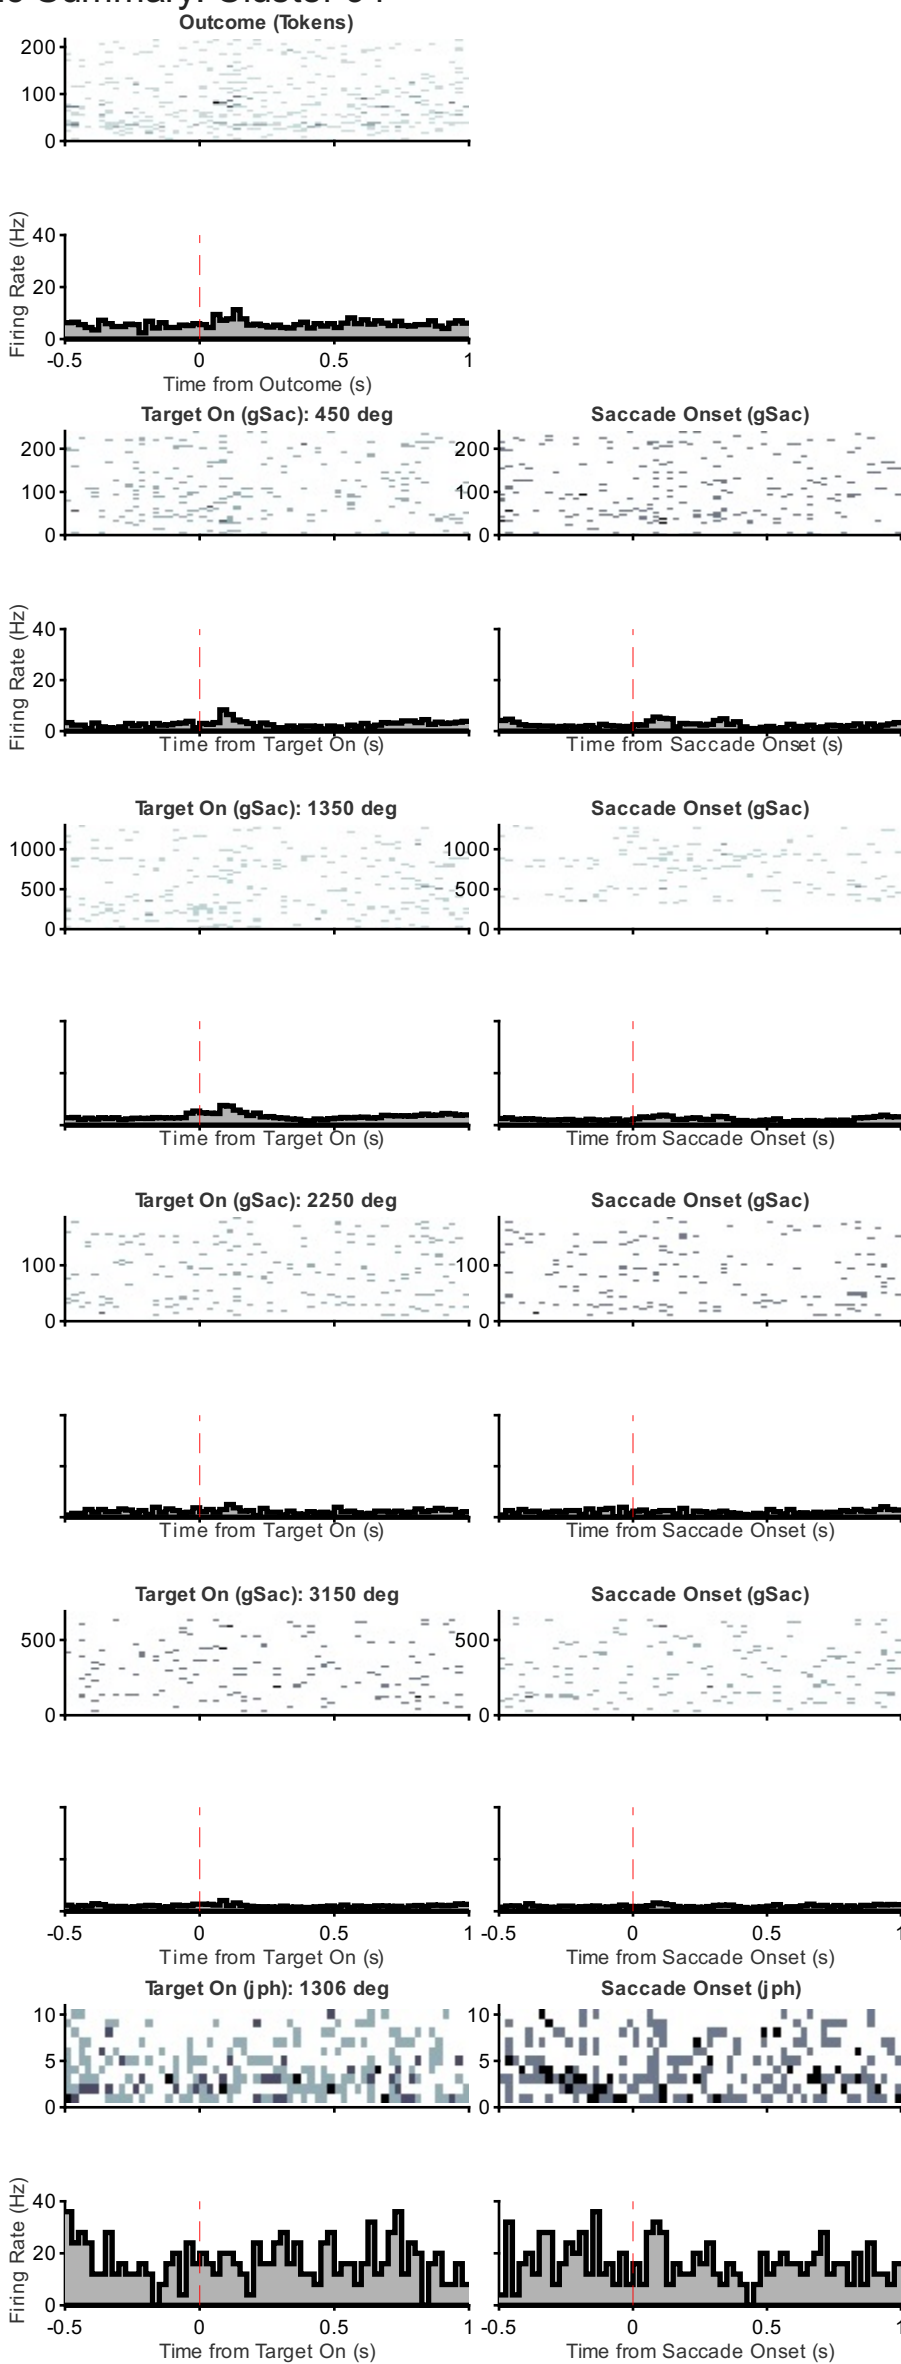 Summary: Cluster
Outcome (Tokens)
200
100
0
40
20
0
Firing Rate (Hz)
-0.5 0 0.5 1
Time from Outcome (s)
Target On (gSac): 450 deg Saccade Onset (gSac)
200 200
100 100
0 0
40
20
0
Firing Rate (Hz)
Time from Target On (s) Time from Saccade Onset (s)
Target On (gSac): 1350 deg Saccade Onset (gSac)
1000 1000
500 500
0 0
Time from Target On (s) Time from Saccade Onset (s)
Target On (gSac): 2250 deg Saccade Onset (gSac)
100 100
0 0
Time from Target On (s) Time from Saccade Onset (s)
Target On (gSac): 3150 deg Saccade Onset (gSac)
500 500
0 0
-0.5 0 0.5 1 -0.5 0 0.5 1
Time from Target On (s) Time from Saccade Onset (s)
Target On (jph): 1306 deg Saccade Onset (jph)
10 10
5 5
0 0
40
20
0
Firing Rate (Hz)
-0.5 0 0.5 1 -0.5 0 0.5 1
Time from Target On (s) Time from Saccade Onset (s)